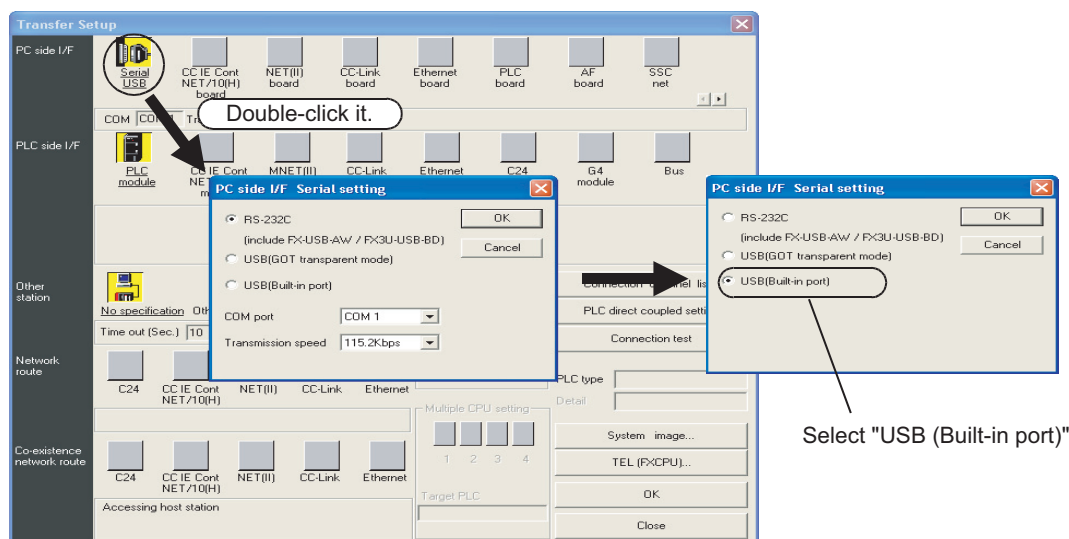 Transfer Setup
PC side I/F
Serial USB
CC IE Cont NET/10(H) board
NET(II) board
CC-Link board
Ethernet board
PLC board
AF board
SSC net
Double-click it.
COM
PLC side I/F
PLC module
CC IE Cont
MNET(II)
CC-Link
Ethernet
C24
G4 module
Bus
PC side I/F Serial setting
RS-232C
(include FX-USB-AW / FX3U-USB-BD)
USB(GOT transparent mode)
USB(Built-in port)
COM port
COM 1
Transmission speed
115.2Kbps
OK
Cancel
PC side I/F Serial setting
RS-232C
(include FX-USB-AW / FX3U-USB-BD)
USB(GOT transparent mode)
USB(Built-in port)
OK
Cancel
Select "USB (Built-in port)"
Other station
No specification
Time out (Sec.)
10
Connection channel lis
PLC direct coupled setti
Connection test
PLC type
Detail
Network route
C24
CC IE Cont NET/10(H)
NET(II)
CC-Link
Ethernet
Multiple CPU setting
1 2 3 4
Target PLC
System image...
TEL (FXCPU)...
OK
Close
Co-existence network route
C24
CC IE Cont NET/10(H)
NET(II)
CC-Link
Ethernet
Accessing host station